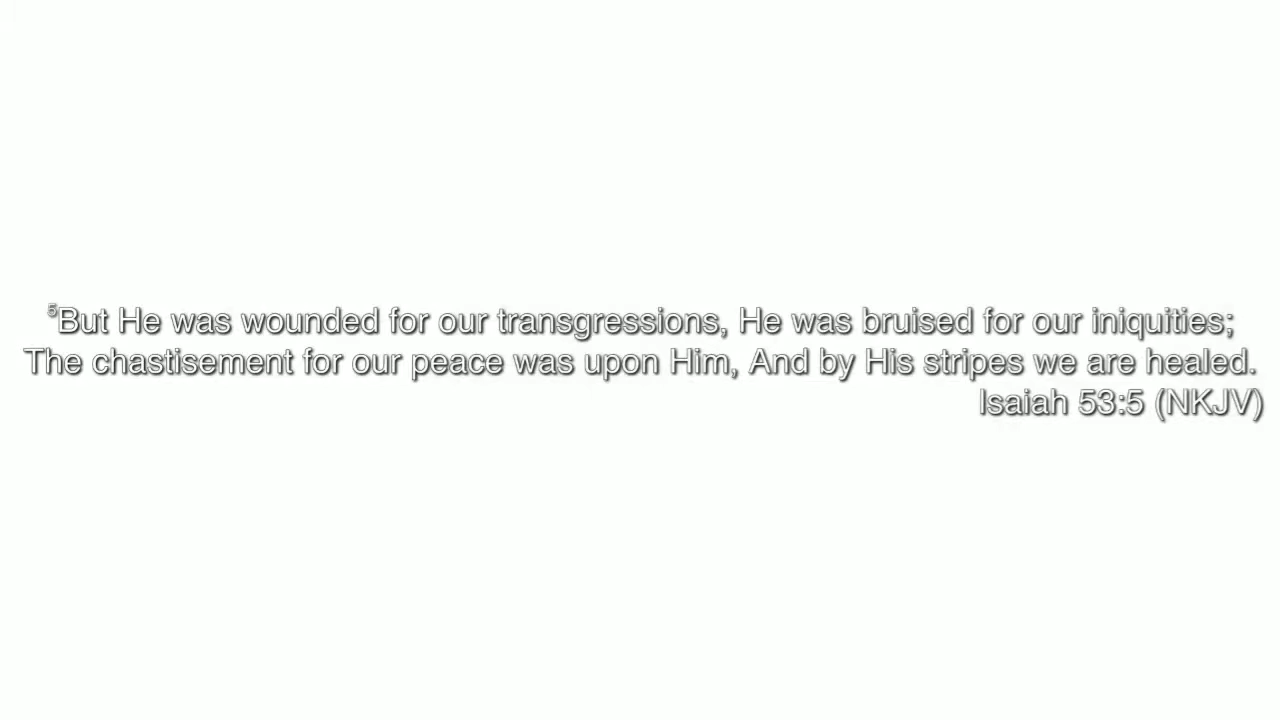 ⁵But He was wounded for our transgressions, He was bruised for our iniquities;
The chastisement for our peace was upon Him, And by His stripes we are healed.
Isaiah 53:5 (NKJV)